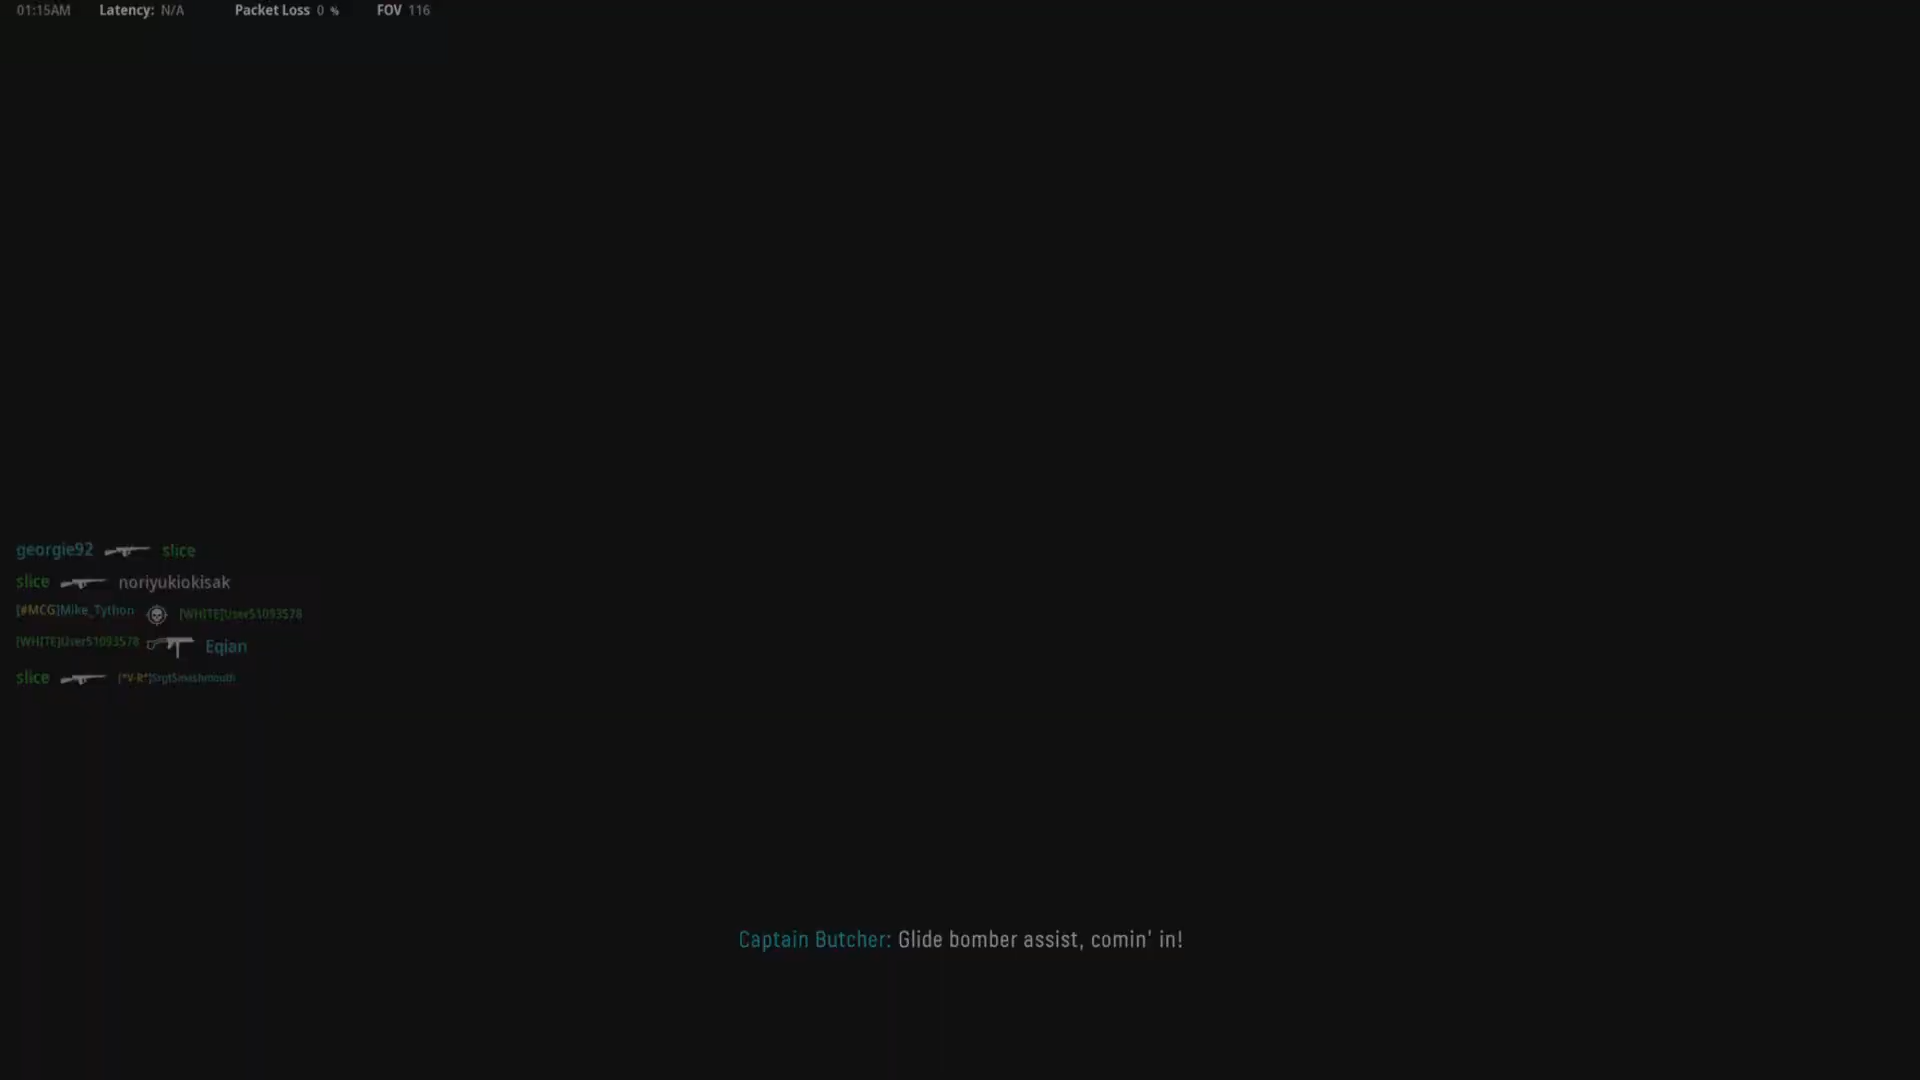 01:15AM Latency: N/A Packet Loss 0 % FOV 116
georgie92 slice
slice noriyukiokisak
[#MCG]Mike_Tython [WHITE]User51093578
[WHITE]User51093578 Eqian
slice [*V-R*]SrgtSmashmouth
Captain Butcher: Glide bomber assist, comin' in!